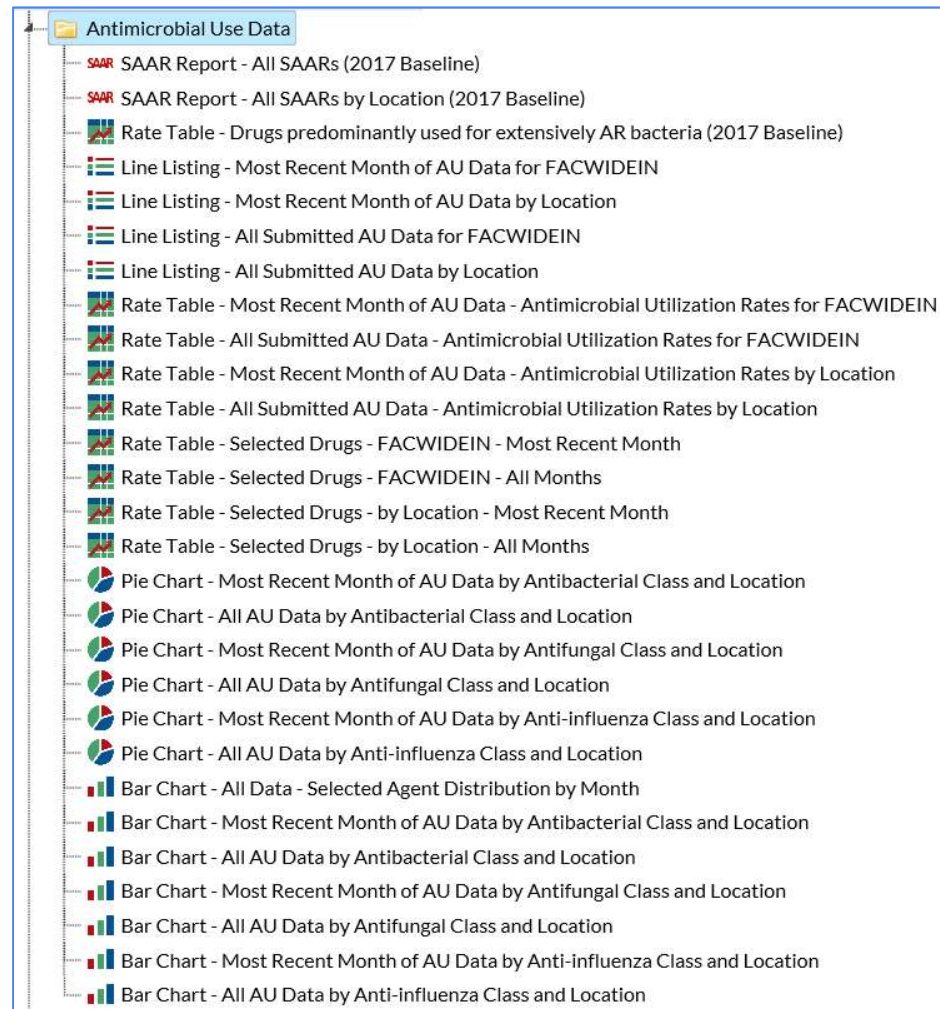 Antimicrobial Use Data
SAAR SAAR Report - All SAARs (2017 Baseline)
SAAR SAAR Report - All SAARs by Location (2017 Baseline)
Rate Table - Drugs predominantly used for extensively AR bacteria (2017 Baseline)
Line Listing - Most Recent Month of AU Data for FACWIDEIN
Line Listing - Most Recent Month of AU Data by Location
Line Listing - All Submitted AU Data for FACWIDEIN
Line Listing - All Submitted AU Data by Location
Rate Table - Most Recent Month of AU Data - Antimicrobial Utilization Rates for FACWIDEIN
Rate Table - All Submitted AU Data - Antimicrobial Utilization Rates for FACWIDEIN
Rate Table - Most Recent Month of AU Data - Antimicrobial Utilization Rates by Location
Rate Table - All Submitted AU Data - Antimicrobial Utilization Rates by Location
Rate Table - Selected Drugs - FACWIDEIN - Most Recent Month
Rate Table - Selected Drugs - FACWIDEIN - All Months
Rate Table - Selected Drugs - by Location - Most Recent Month
Rate Table - Selected Drugs - by Location - All Months
Pie Chart - Most Recent Month of AU Data by Antibacterial Class and Location
Pie Chart - All AU Data by Antibacterial Class and Location
Pie Chart - Most Recent Month of AU Data by Antifungal Class and Location
Pie Chart - All AU Data by Antifungal Class and Location
Pie Chart - Most Recent Month of AU Data by Anti-influenza Class and Location
Pie Chart - All AU Data by Anti-influenza Class and Location
Bar Chart - All Data - Selected Agent Distribution by Month
Bar Chart - Most Recent Month of AU Data by Antibacterial Class and Location
Bar Chart - All AU Data by Antibacterial Class and Location
Bar Chart - Most Recent Month of AU Data by Antifungal Class and Location
Bar Chart - All AU Data by Antifungal Class and Location
Bar Chart - Most Recent Month of AU Data by Anti-influenza Class and Location
Bar Chart - All AU Data by Anti-influenza Class and Location